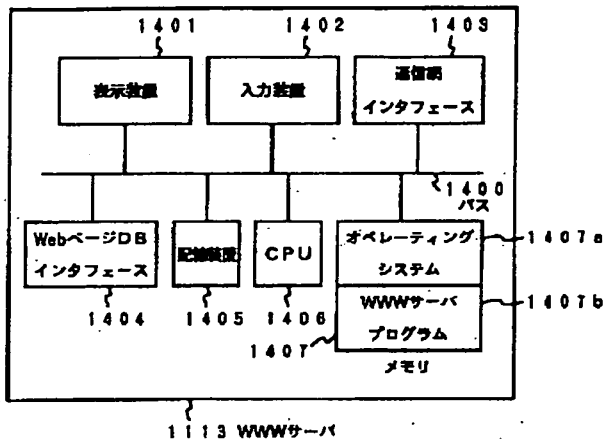 1401
1402
1403
表示装置
入力装置
通信網
インタフェース
1400
バス
WebページDB
インタフェース
記憶装置
CPU
オペレーティング
システム
1407a
WWWサーバ
プログラム
1407b
1404
1405
1406
1407
メモリ
1113 WWWサーバ